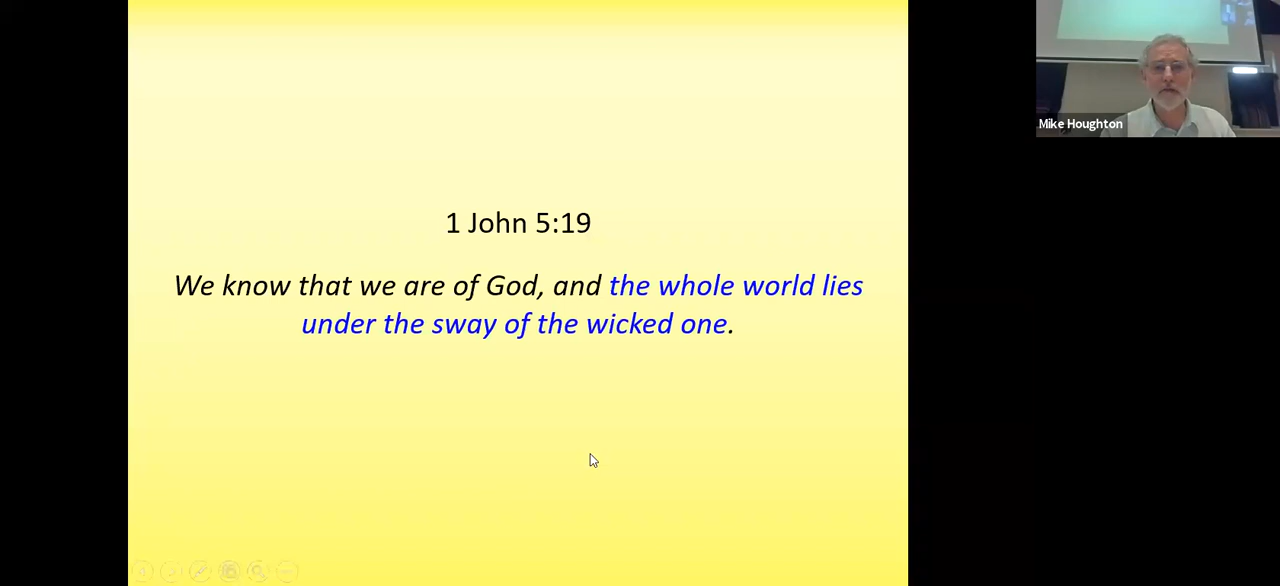 1 John 5:19
We know that we are of God, and the whole world lies
under the sway of the wicked one.
Mike Houghton